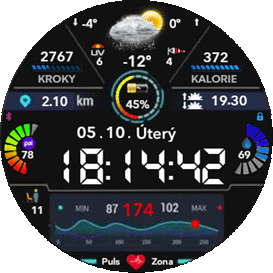 -4° 0°
UV
6 4
2767 -12° 372
KROKY KALORIE
2.10 km 45% 19.30
05.10. Úterý
pai
78 18:14:42 69
11 MIN 87 174 102 MAX
0 50 100 150 200 250
Puls Zona